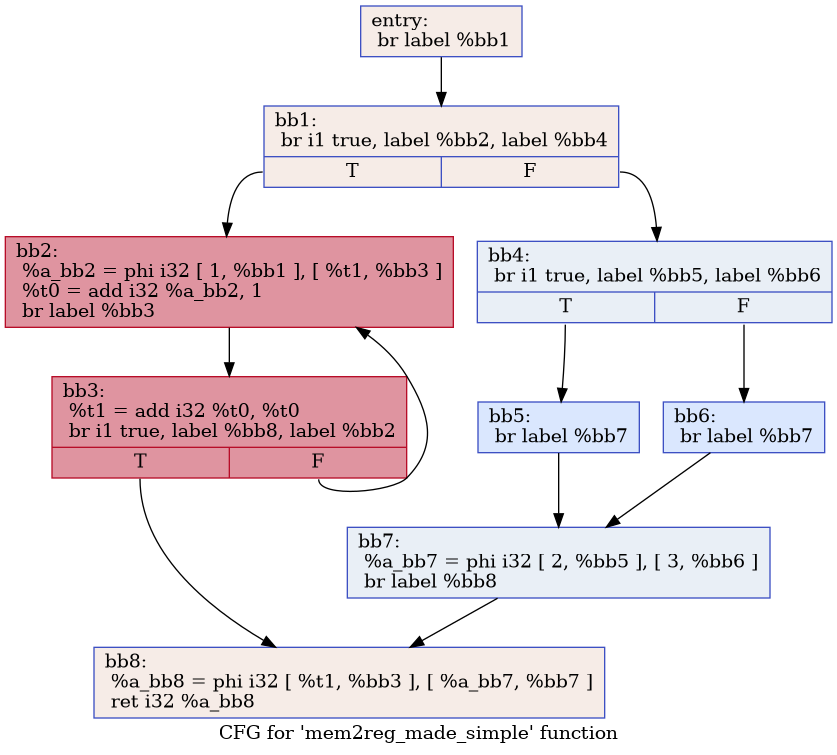 entry:
br label %bb1
bb1:
br i1 true, label %bb2, label %bb4
T F
bb2:
%a_bb2 = phi i32 [ 1, %bb1 ], [ %t1, %bb3 ]
%t0 = add i32 %a_bb2, 1
br label %bb3
bb4:
br i1 true, label %bb5, label %bb6
T F
bb3:
%t1 = add i32 %t0, %t0
br i1 true, label %bb8, label %bb2
T F
bb5:
br label %bb7
bb6:
br label %bb7
bb7:
%a_bb7 = phi i32 [ 2, %bb5 ], [ 3, %bb6 ]
br label %bb8
bb8:
%a_bb8 = phi i32 [ %t1, %bb3 ], [ %a_bb7, %bb7 ]
ret i32 %a_bb8
CFG for 'mem2reg_made_simple' function